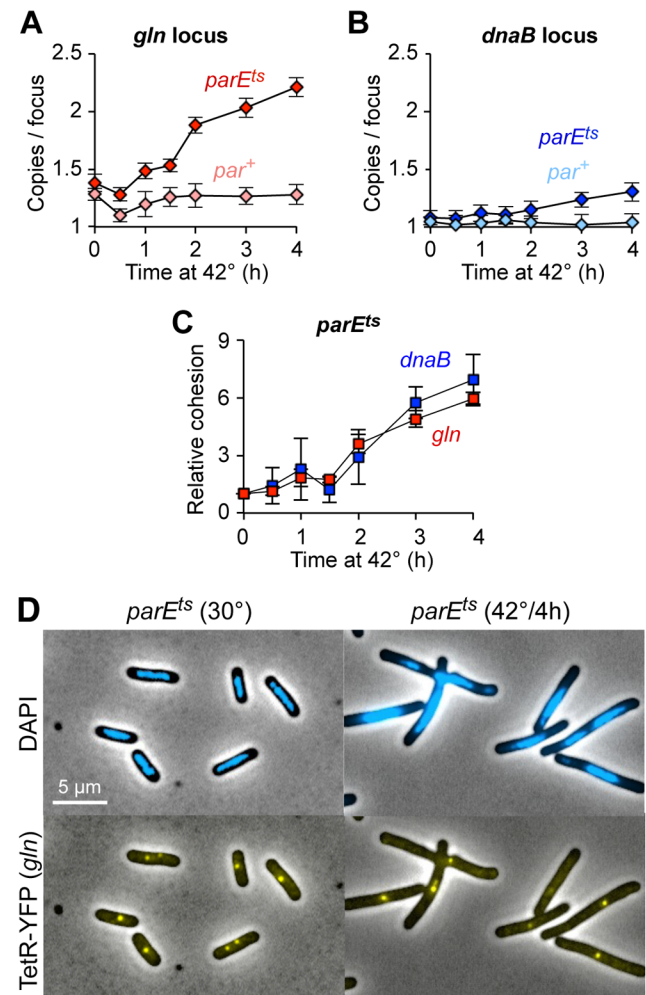 A
gln locus
2.5
2
1.5
1
Copies / focus
parEts
par+
0
1
2
3
4
Time at 42° (h)
B
dnaB locus
2.5
2
1.5
1
Copies / focus
parEts
par+
0
1
2
3
4
Time at 42° (h)
C
parEts
9
6
3
0
Relative cohesion
dnaB
gln
0
1
2
3
4
Time at 42° (h)
D
parEts (30°)
parEts (42°/4h)
DAPI
5 µm
TetR-YFP (gln)